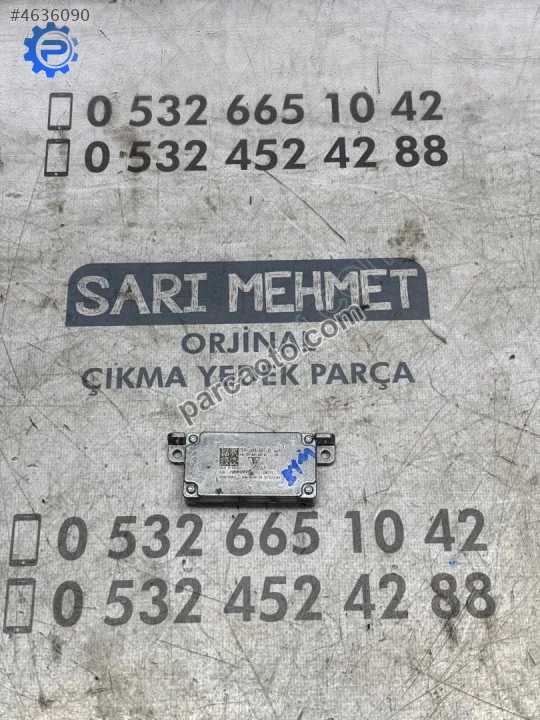 #4636090
0 532 665 10 42
0 532 452 42 88
SARI MEHMET
ORJİNAL
ÇIKMA YEDEK PARÇA
parcaoto.com
0 532 665 10 42
0 532 452 42 88